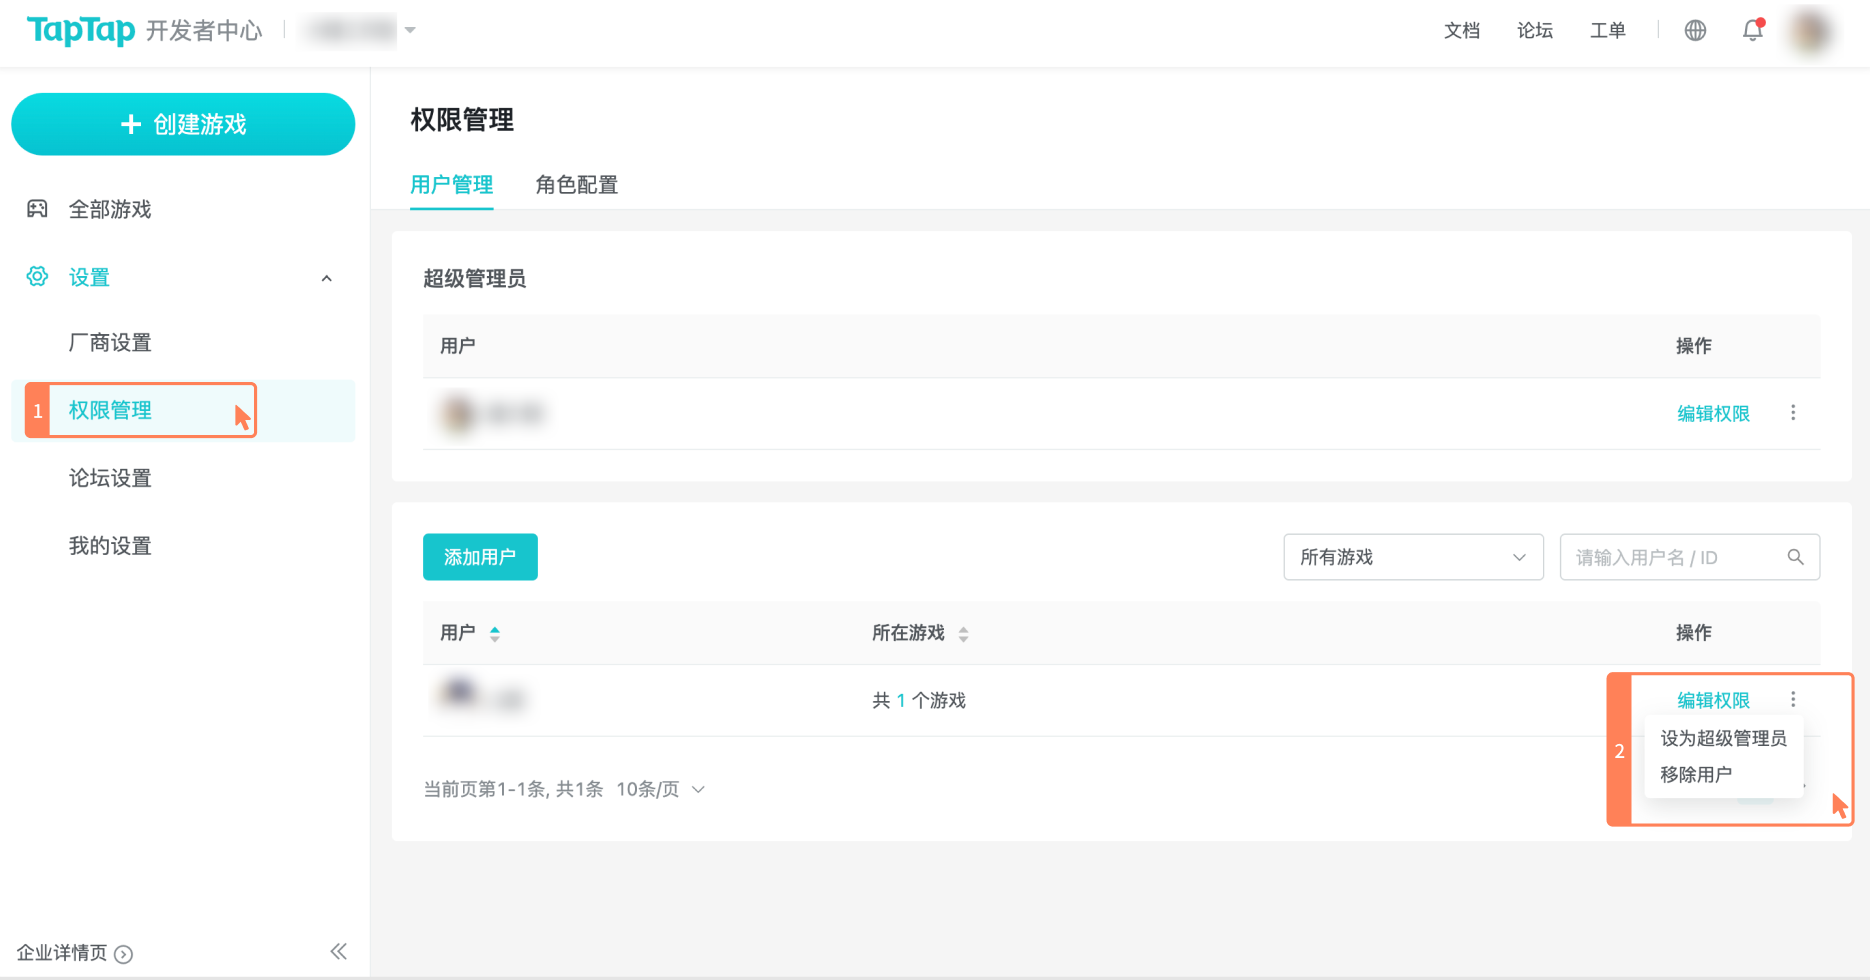 TapTap 开发者中心
文档 论坛 工单
创建游戏
全部游戏
设置
厂商设置
1 权限管理
论坛设置
我的设置
企业详情页
权限管理
用户管理 角色配置
超级管理员
用户 操作
编辑权限
添加用户 所有游戏 请输入用户名 / ID
用户 所在游戏 操作
共 1 个游戏 编辑权限
2
设为超级管理员
移除用户
当前页第1-1条, 共1条 10条/页